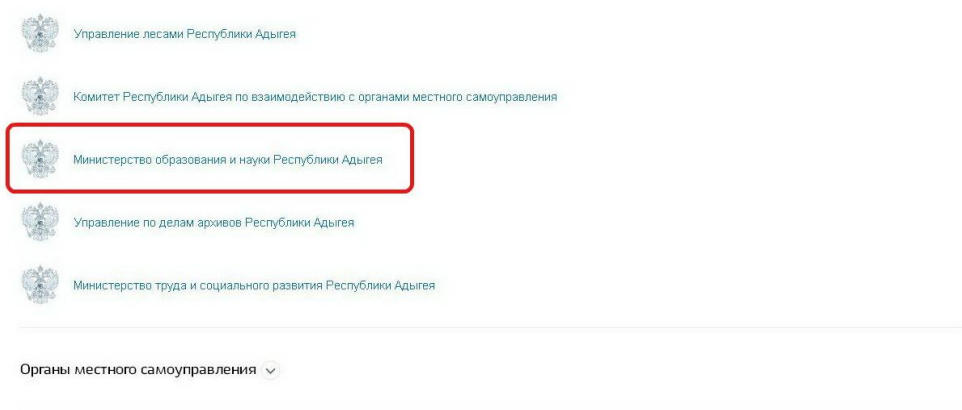 Управление лесами Республики Адыгея
Комитет Республики Адыгея по взаимодействию с органами местного самоуправления
Министерство образования и науки Республики Адыгея
Управление по делам архивов Республики Адыгея
Министерство труда и социального развития Республики Адыгея
Органы местного самоуправления